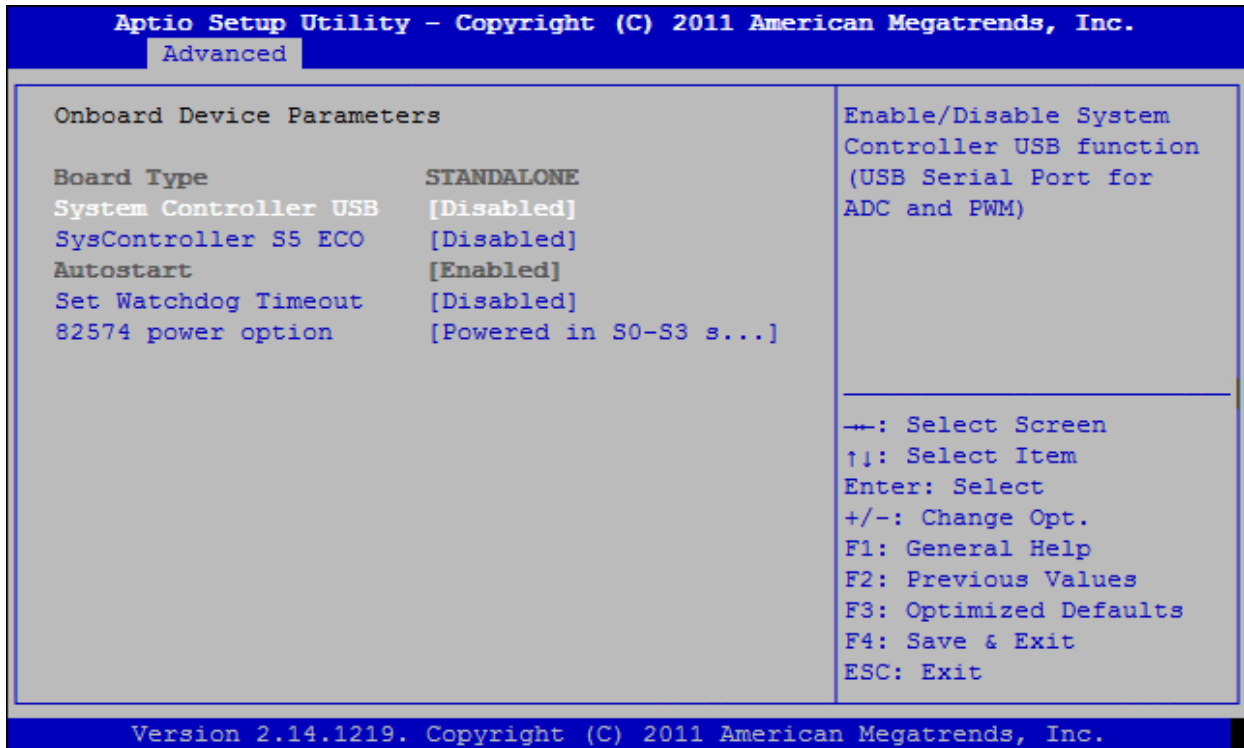 Aptio Setup Utility – Copyright (C) 2011 American Megatrends, Inc.
Advanced
Onboard Device Parameters
Board Type STANDALONE
System Controller USB [Disabled]
SysController S5 ECO [Disabled]
Autostart [Enabled]
Set Watchdog Timeout [Disabled]
82574 power option [Powered in S0-S3 s...]
Enable/Disable System
Controller USB function
(USB Serial Port for
ADC and PWM)
→←: Select Screen
↑↓: Select Item
Enter: Select
+/-: Change Opt.
F1: General Help
F2: Previous Values
F3: Optimized Defaults
F4: Save & Exit
ESC: Exit
Version 2.14.1219. Copyright (C) 2011 American Megatrends, Inc.